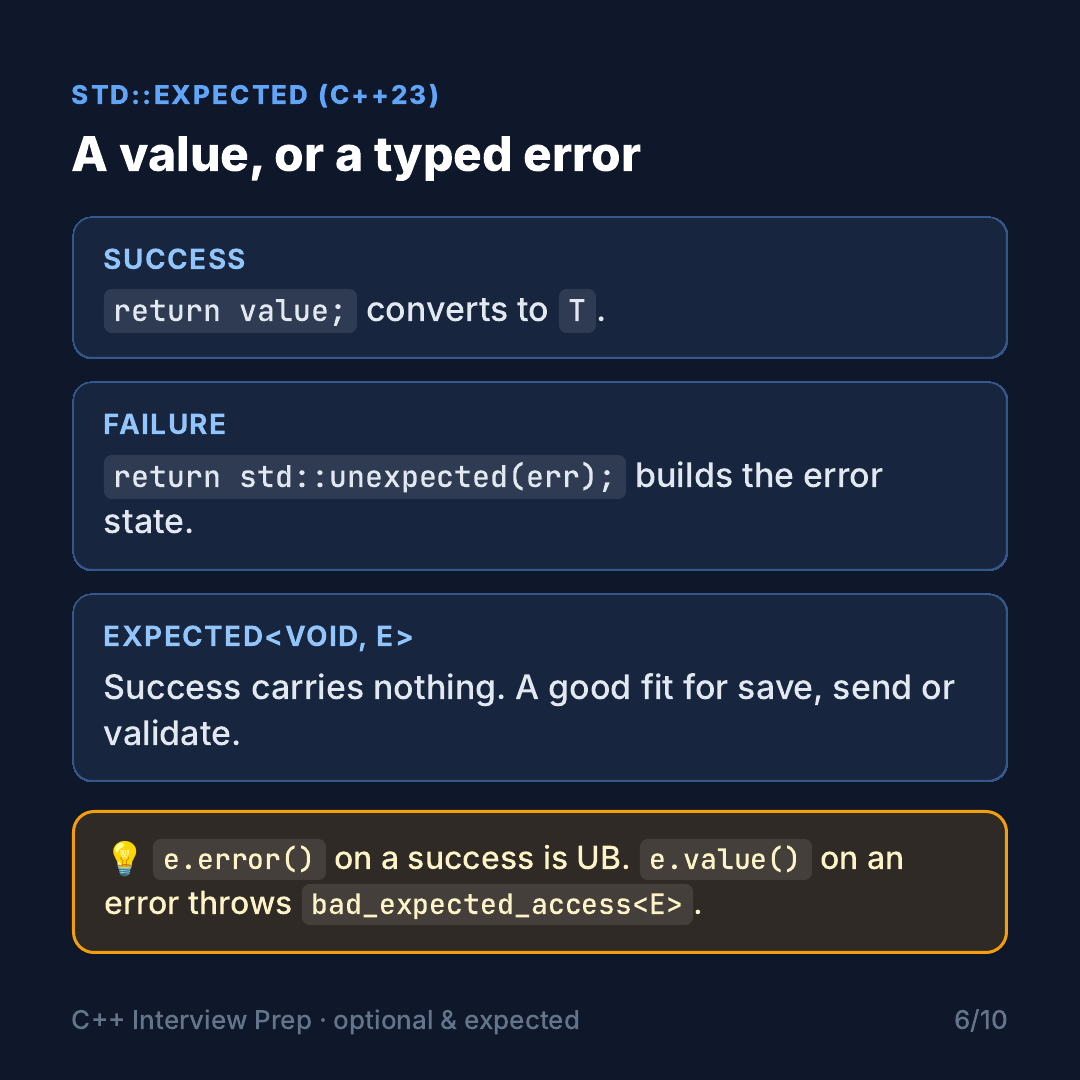 STD::EXPECTED (C++23)
A value, or a typed error
SUCCESS
return value; converts to T.
FAILURE
return std::unexpected(err); builds the error
state.
EXPECTED<VOID, E>
Success carries nothing. A good fit for save, send or
validate.
💡 e.error() on a success is UB. e.value() on an
error throws bad_expected_access<E>.
C++ Interview Prep · optional & expected
6/10